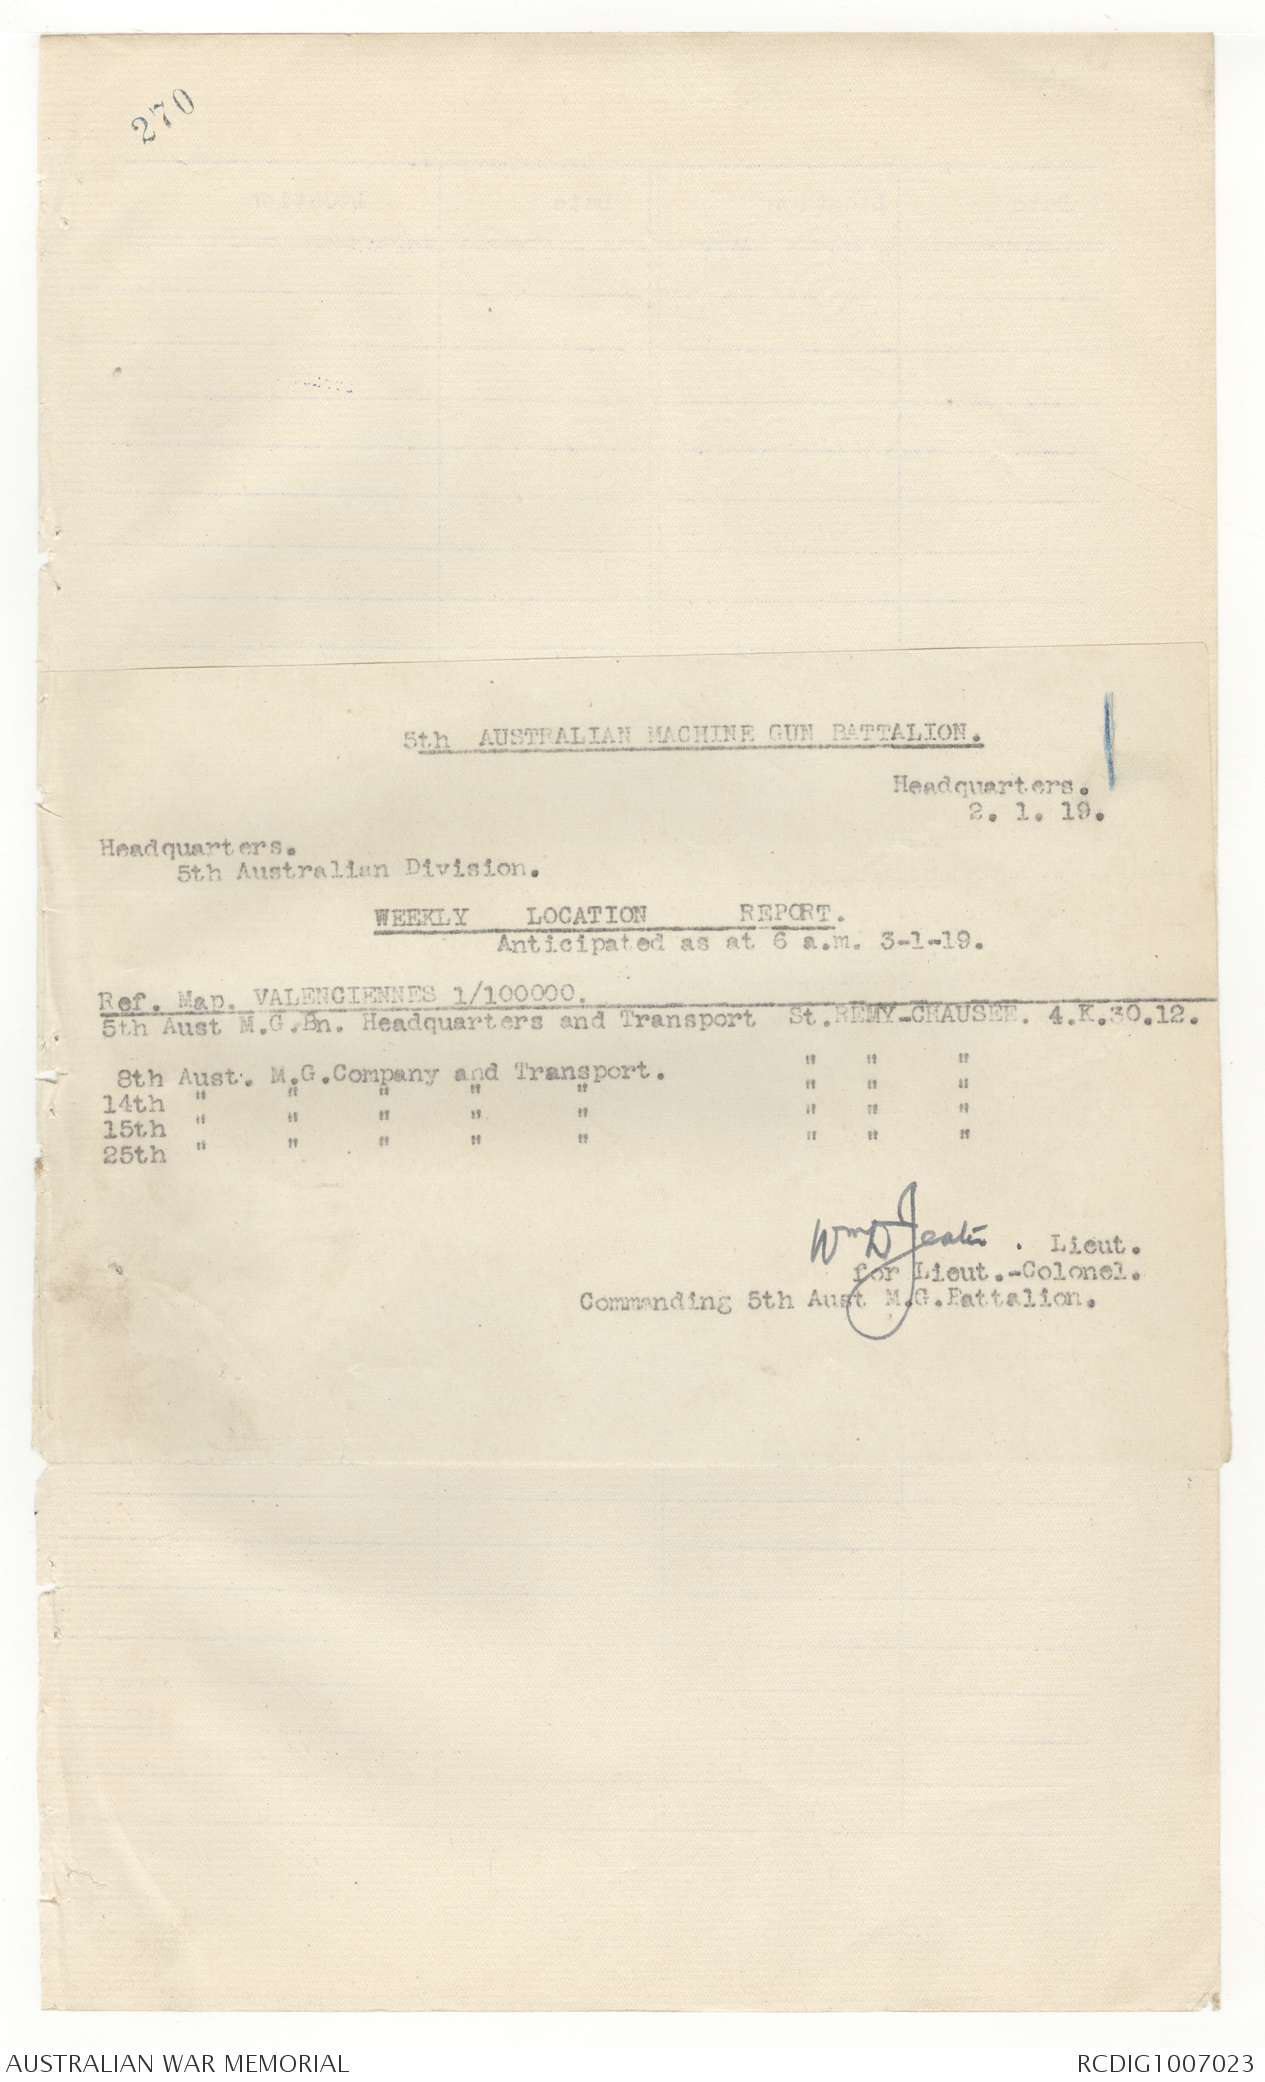 270
5th AUSTRALIAN MACHINE GUN BATTALION.
Headquarters.
2. 1. 19.
Headquarters.
5th Australian Division.
WEEKLY LOCATION REPORT.
Anticipated as at 6 a.m. 3-1-19.
Ref. Map. VALENCIENNES 1/100000.
5th Aust M.G.Bn. Headquarters and Transport St.REMY-CHAUSEE. 4.K.30.12.
8th Aust. M.G.Company and Transport. " " "
14th " " " " " " " "
15th " " " " " " " "
25th " " " " " " " "
Wm D . Lieut.
for Lieut.-Colonel.
Commanding 5th Aust M.G.Battalion.
AUSTRALIAN WAR MEMORIAL
RCDIG1007023